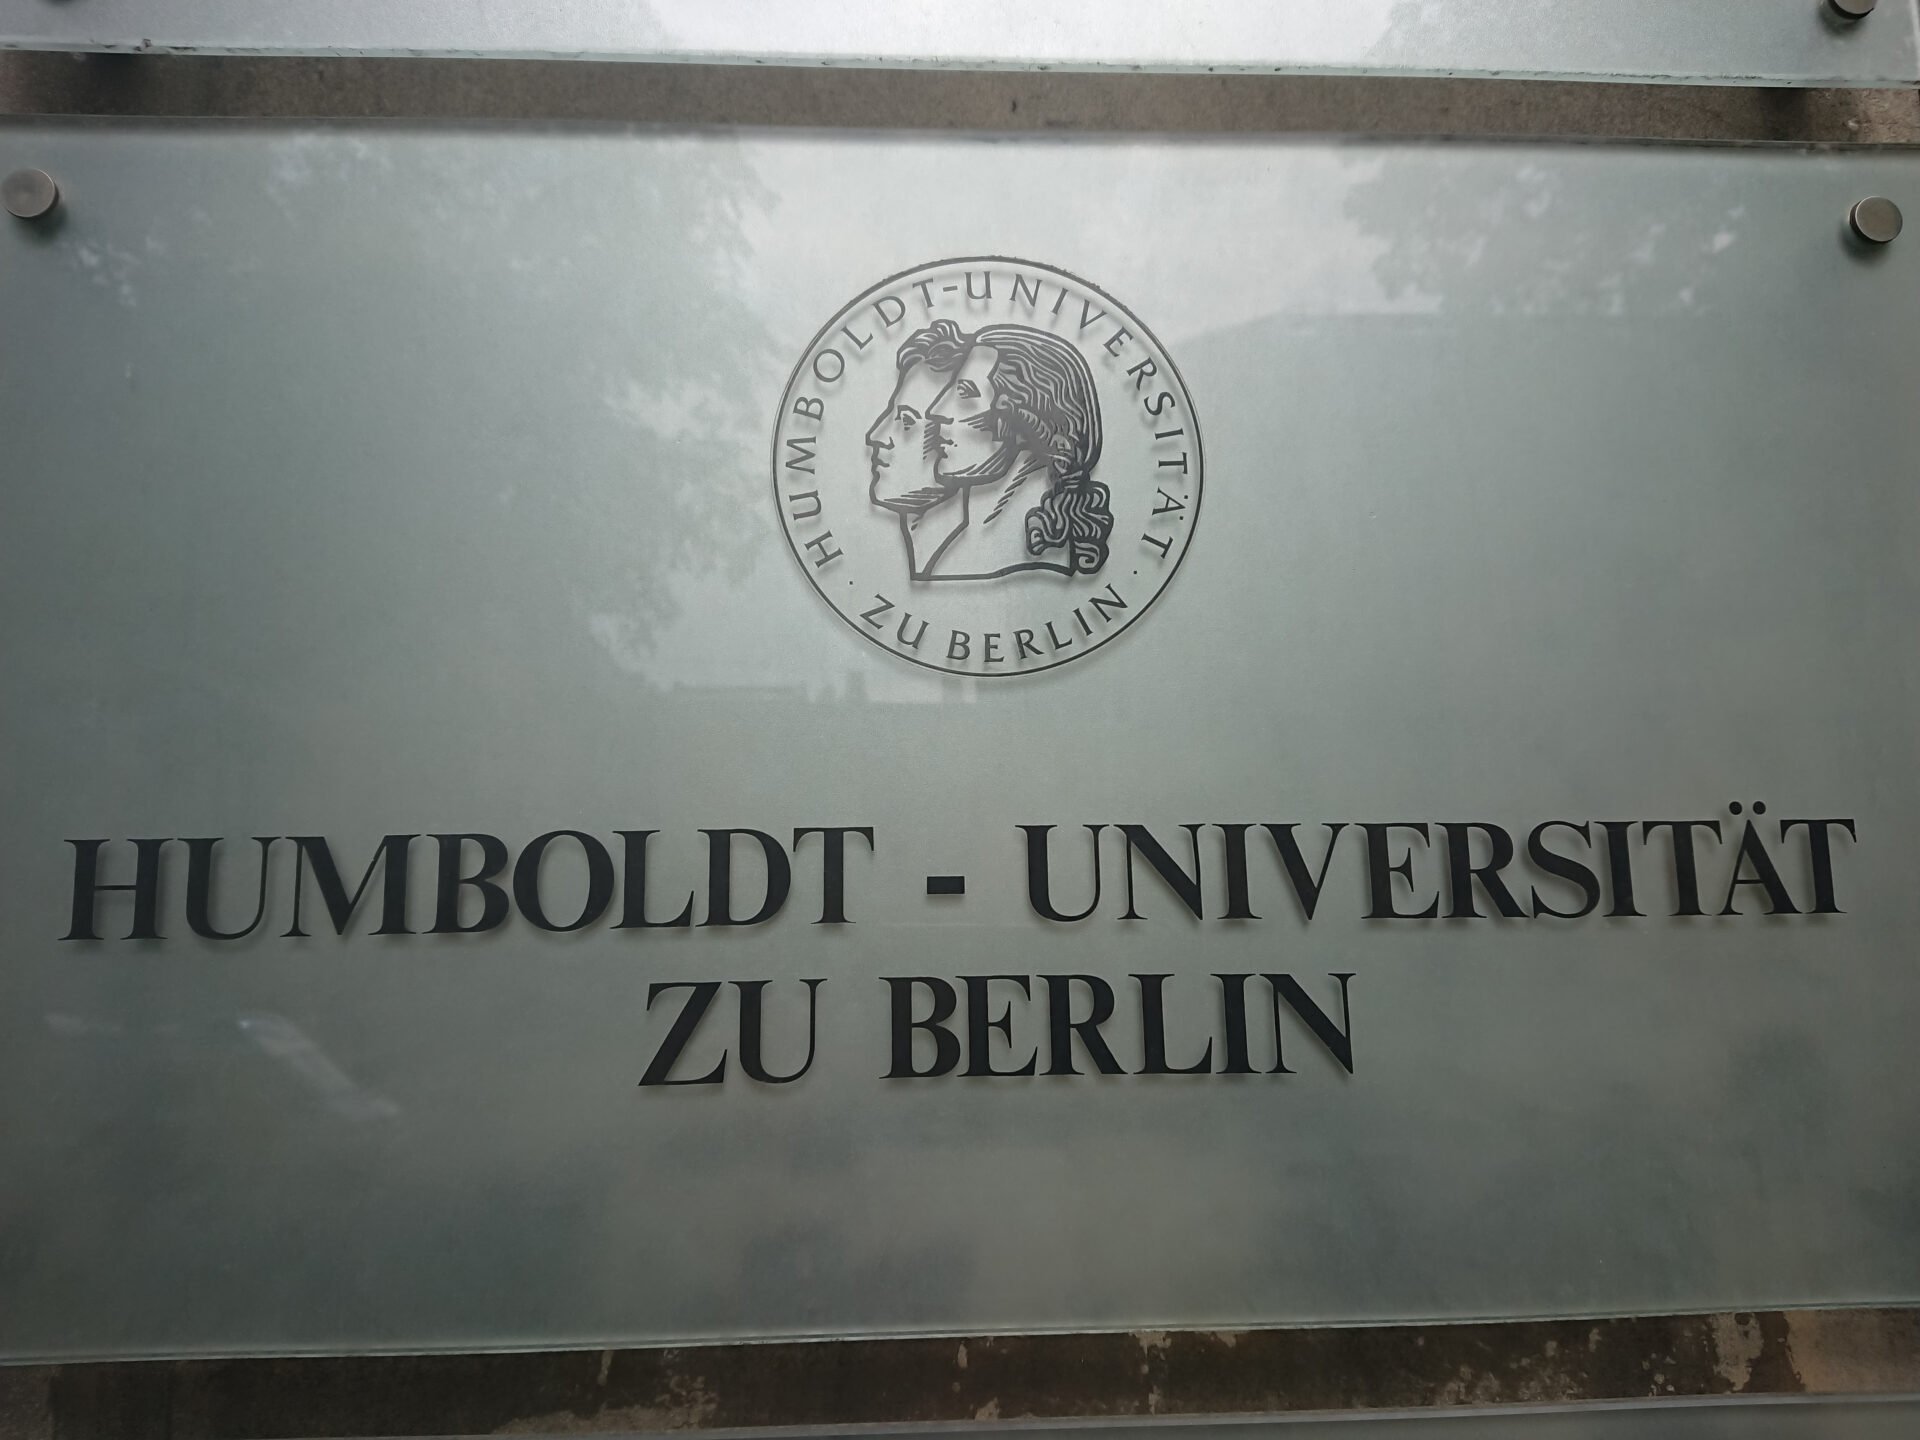 HUMBOLDT-UNIVERSITÄT
· ZU BERLIN ·
HUMBOLDT - UNIVERSITÄT
ZU BERLIN